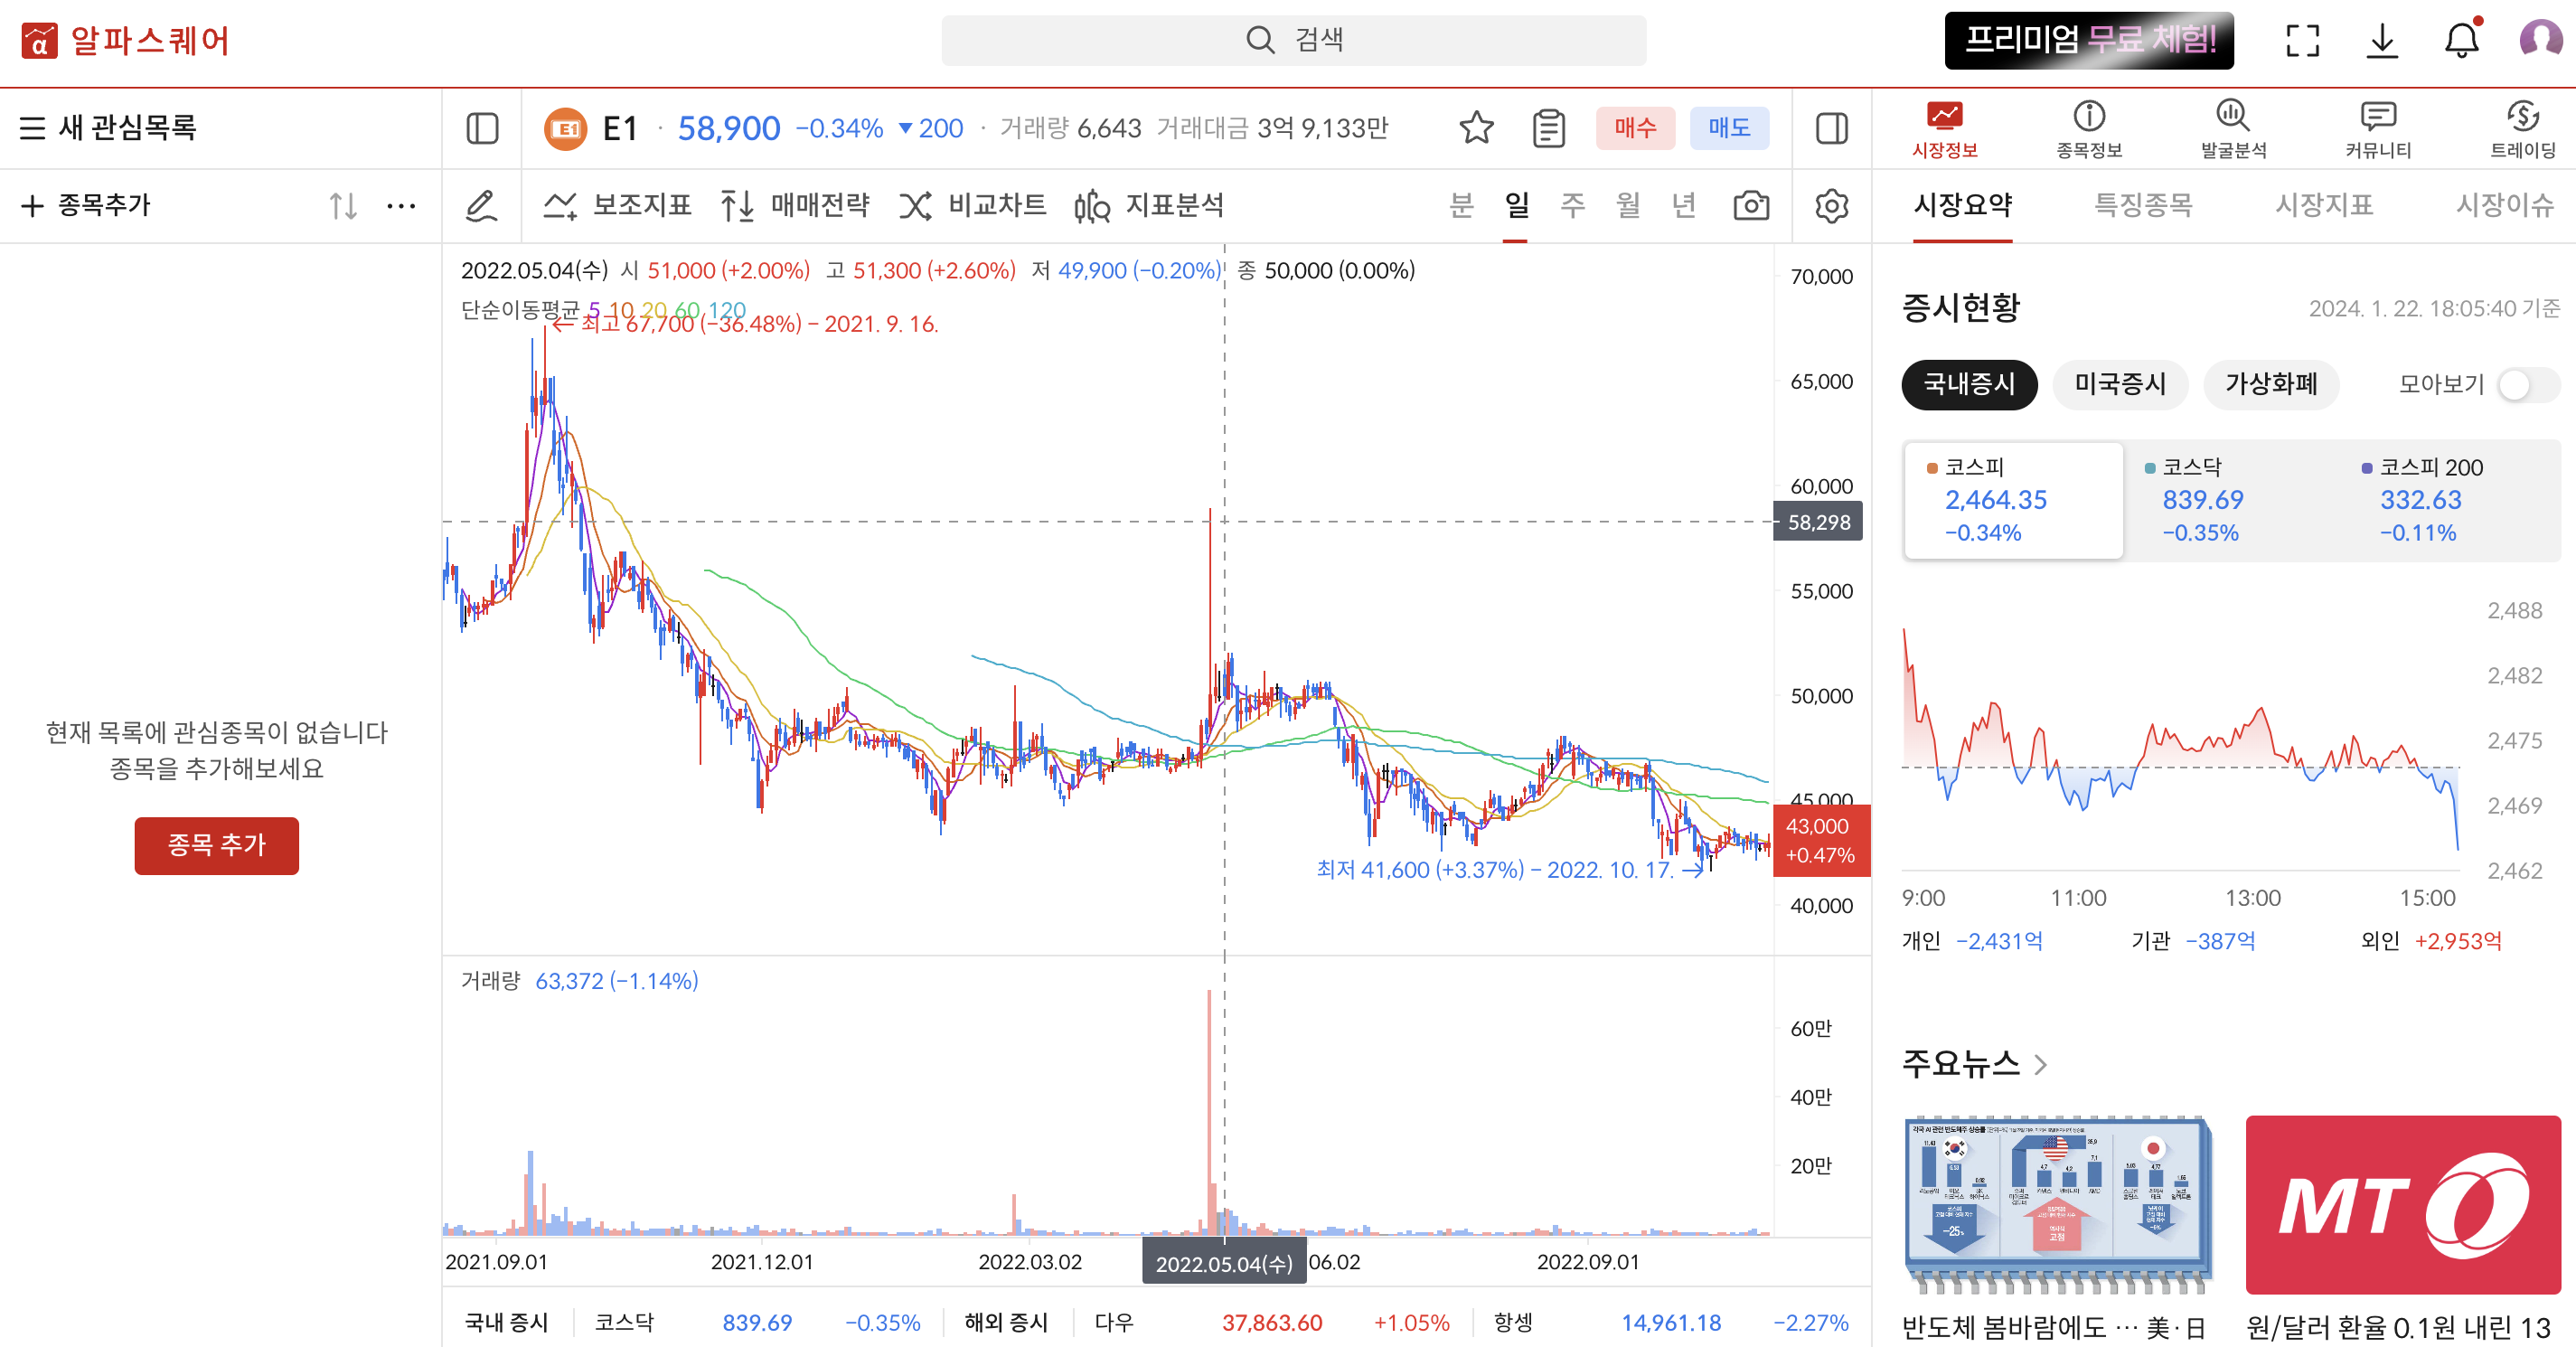 알파스퀘어
검색
프리미엄 무료 체험!
새 관심목록
E1 · 58,900 −0.34% ▼200 · 거래량 6,643 거래대금 3억 9,133만
매수
매도
시장정보
종목정보
발굴분석
커뮤니티
트레이딩
종목추가
보조지표
매매전략
비교차트
지표분석
분 일 주 월 년
시장요약
특징종목
시장지표
시장이슈
2022.05.04(수) 시 51,000 (+2.00%) 고 51,300 (+2.60%) 저 49,900 (−0.20%) 종 50,000 (0.00%)
단순이동평균 5 10 20 60 120
최고 67,700 (−36.48%) − 2021. 9. 16.
70,000
65,000
60,000
58,298
55,000
50,000
45,000
43,000
+0.47%
최저 41,600 (+3.37%) − 2022. 10. 17.
40,000
현재 목록에 관심종목이 없습니다
종목을 추가해보세요
종목 추가
거래량 63,372 (−1.14%)
60만
40만
20만
2021.09.01
2021.12.01
2022.03.02
2022.05.04(수)
06.02
2022.09.01
국내 증시
코스닥 839.69 −0.35%
해외 증시
다우 37,863.60 +1.05%
항셍 14,961.18 −2.27%
증시현황
2024. 1. 22. 18:05:40 기준
국내증시
미국증시
가상화폐
모아보기
코스피
2,464.35
−0.34%
코스닥
839.69
−0.35%
코스피 200
332.63
−0.11%
2,488
2,482
2,475
2,469
2,462
9:00
11:00
13:00
15:00
개인 −2,431억
기관 −387억
외인 +2,953억
주요뉴스
각국 AI 관련 반도체주 상승률
−25%
MT
반도체 봄바람에도 ⋯ 美·日
원/달러 환율 0.1원 내린 13